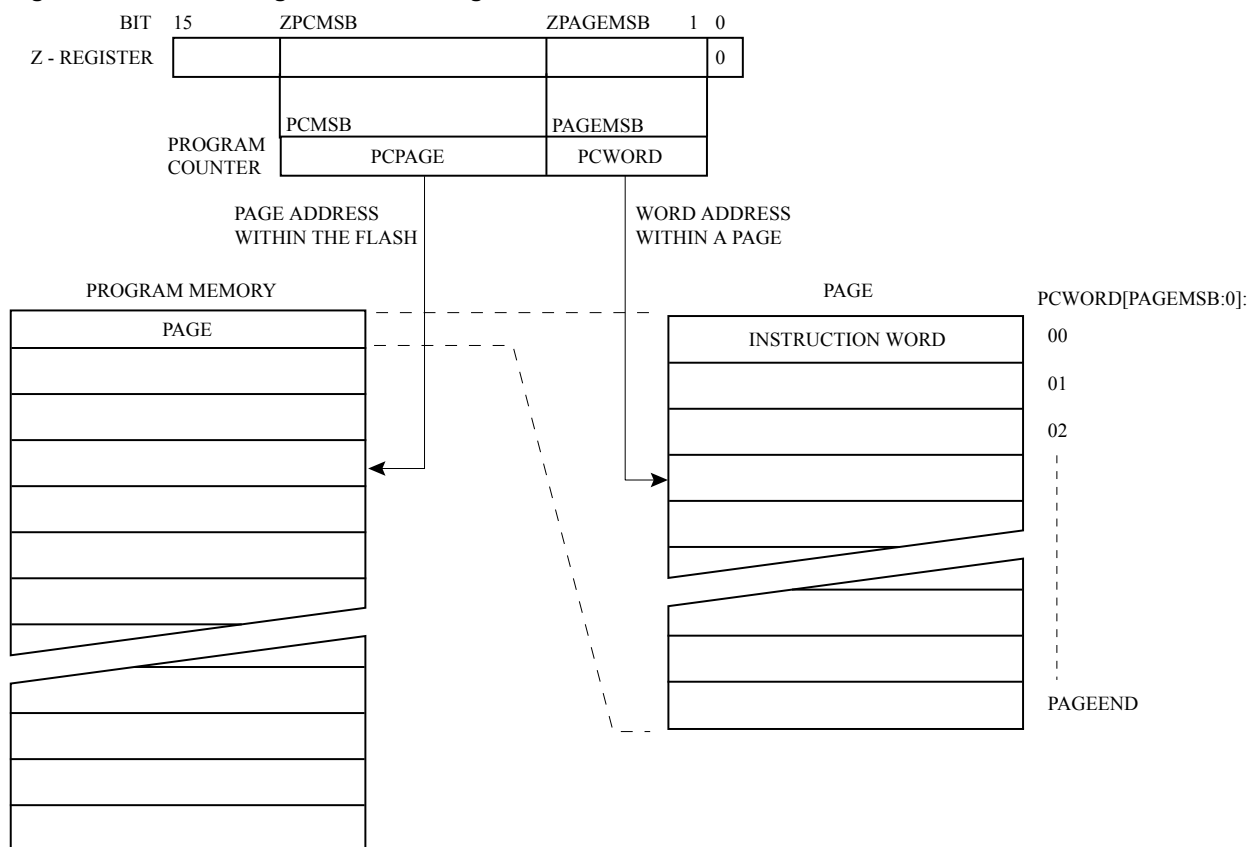 BIT 15 ZPCMSB ZPAGEMSB 1 0
Z - REGISTER 0
PCMSB PAGEMSB
PROGRAM
COUNTER
PCPAGE PCWORD
PAGE ADDRESS
WITHIN THE FLASH
WORD ADDRESS
WITHIN A PAGE
PROGRAM MEMORY
PAGE
PAGE
PCWORD[PAGEMSB:0]:
INSTRUCTION WORD
00
01
02
PAGEEND